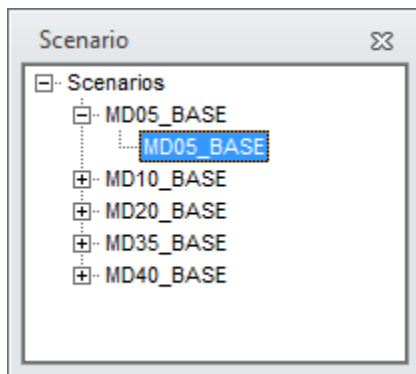 Scenario
Scenarios
MD05_BASE
MD05_BASE
MD10_BASE
MD20_BASE
MD35_BASE
MD40_BASE